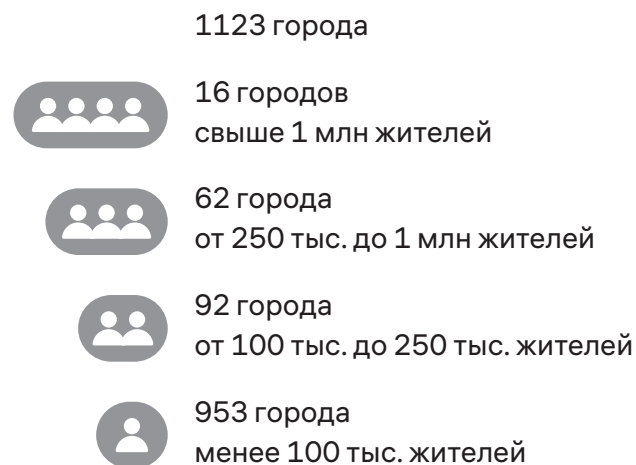 1123 города
16 городов
свыше 1 млн жителей
62 города
от 250 тыс. до 1 млн жителей
92 города
от 100 тыс. до 250 тыс. жителей
953 города
менее 100 тыс. жителей